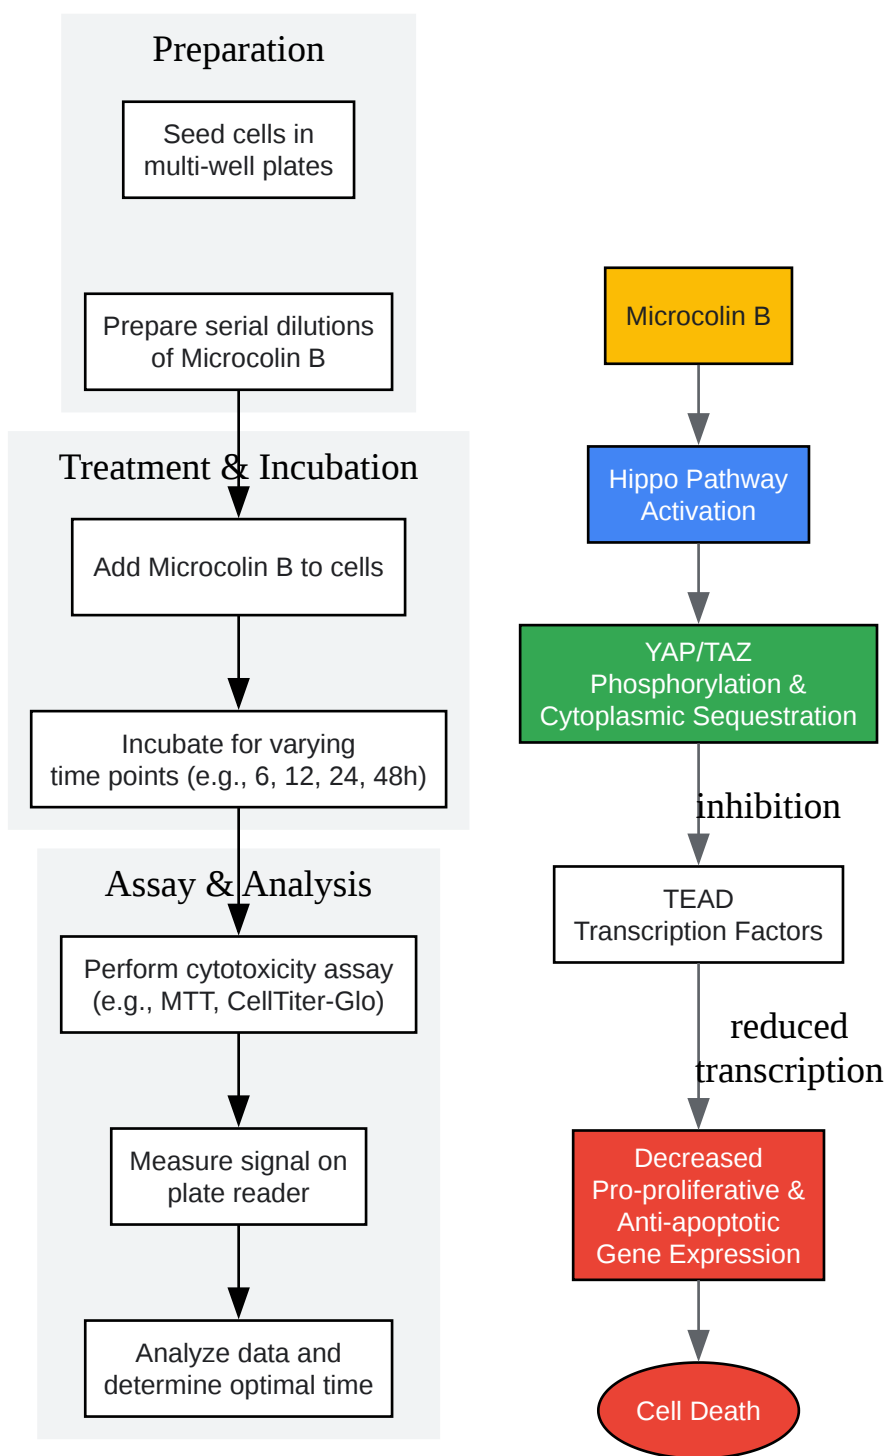 Preparation
Seed cells in
multi-well plates
Prepare serial dilutions
of Microcolin B
Treatment & Incubation
Add Microcolin B to cells
Incubate for varying
time points (e.g., 6, 12, 24, 48h)
Assay & Analysis
Perform cytotoxicity assay
(e.g., MTT, CellTiter-Glo)
Measure signal on
plate reader
Analyze data and
determine optimal time
Microcolin B
Hippo Pathway
Activation
YAP/TAZ
Phosphorylation &
Cytoplasmic Sequestration
inhibition
TEAD
Transcription Factors
reduced
transcription
Decreased
Pro-proliferative &
Anti-apoptotic
Gene Expression
Cell Death